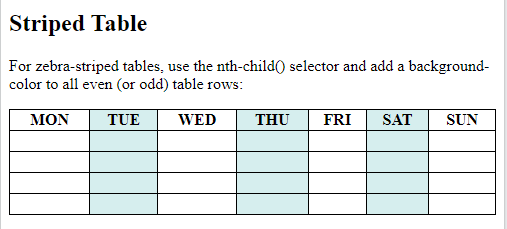 Striped Table
For zebra-striped tables, use the nth-child() selector and add a background-
color to all even (or odd) table rows:
MON TUE WED THU FRI SAT SUN